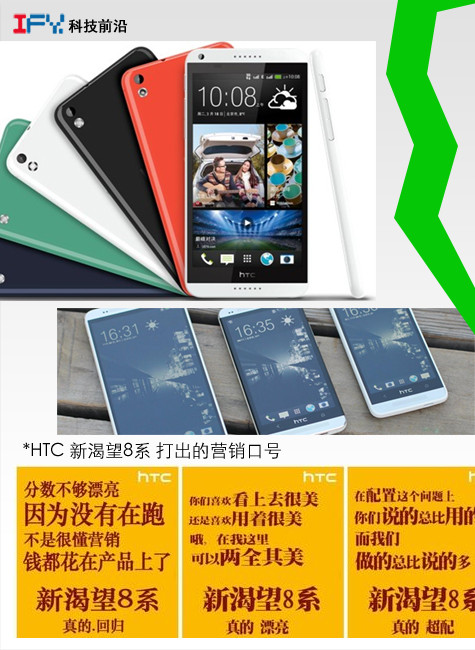 IFY 科技前沿
10:08
10:08
巅峰对决
hTC
16:31
16:35
*HTC 新渴望8系 打出的营销口号
hTC
分数不够漂亮
因为没有在跑
不是很懂营销
钱都花在产品上了
新渴望8系
真的.回归
hTC
你们喜欢看上去很美
还是喜欢用着很美
哦, 在我这里
可以两全其美
新渴望8系
真的 漂亮
在配置这个问题上
你们说的总比用的
而我们
做的总比说的多
新渴望8系
真的 超配